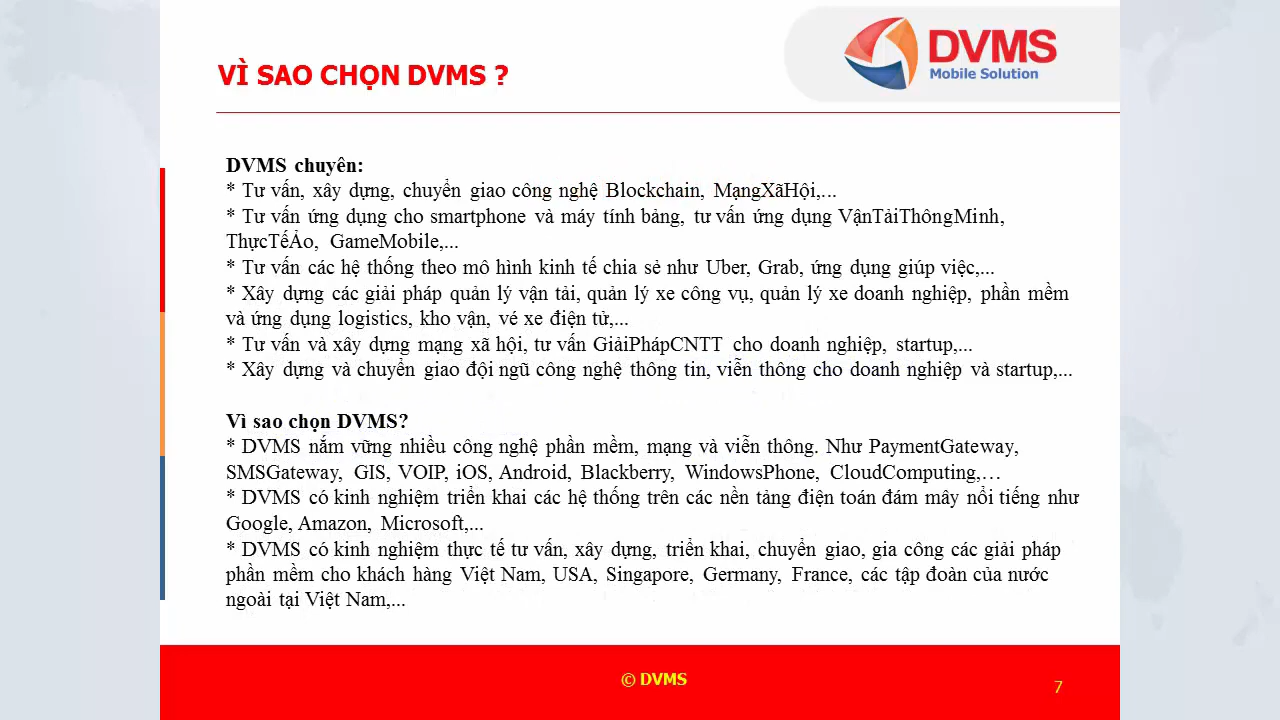 VÌ SAO CHỌN DVMS ?
DVMS
Mobile Solution
DVMS chuyên:
* Tư vấn, xây dựng, chuyển giao công nghệ Blockchain, MạngXãHội,...
* Tư vấn ứng dụng cho smartphone và máy tính bảng, tư vấn ứng dụng VậnTảiThôngMinh,
ThựcTếẢo, GameMobile,...
* Tư vấn các hệ thống theo mô hình kinh tế chia sẻ như Uber, Grab, ứng dụng giúp việc,...
* Xây dựng các giải pháp quản lý vận tải, quản lý xe công vụ, quản lý xe doanh nghiệp, phần mềm
và ứng dụng logistics, kho vận, vé xe điện tử,...
* Tư vấn và xây dựng mạng xã hội, tư vấn GiảiPhápCNTT cho doanh nghiệp, startup,...
* Xây dựng và chuyển giao đội ngũ công nghệ thông tin, viễn thông cho doanh nghiệp và startup,...
Vì sao chọn DVMS?
* DVMS nắm vững nhiều công nghệ phần mềm, mạng và viễn thông. Như PaymentGateway,
SMSGateway, GIS, VOIP, iOS, Android, Blackberry, WindowsPhone, CloudComputing,…
* DVMS có kinh nghiệm triển khai các hệ thống trên các nền tảng điện toán đám mây nổi tiếng như
Google, Amazon, Microsoft,...
* DVMS có kinh nghiệm thực tế tư vấn, xây dựng, triển khai, chuyển giao, gia công các giải pháp
phần mềm cho khách hàng Việt Nam, USA, Singapore, Germany, France, các tập đoàn của nước
ngoài tại Việt Nam,...
© DVMS
7